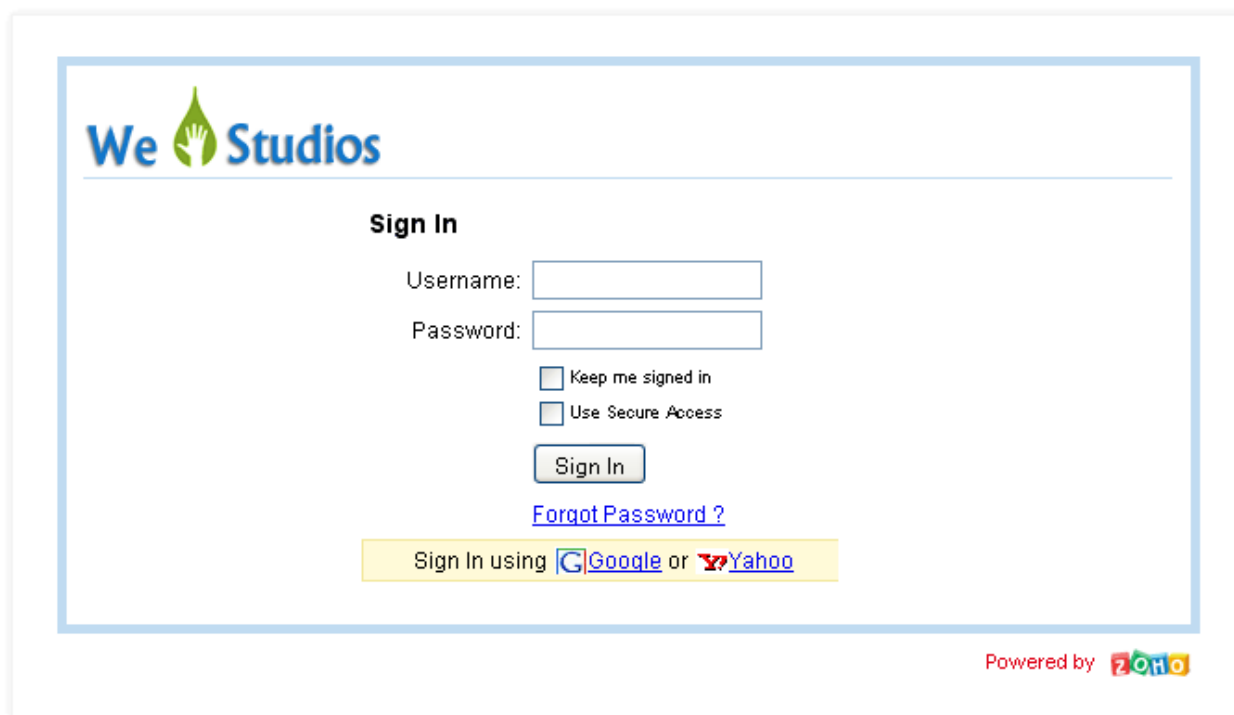 We Studios
Sign In
Username:
Password:
Keep me signed in
Use Secure Access
Sign In
Forgot Password ?
Sign In using G Google or Y? Yahoo
Powered by ZOHO